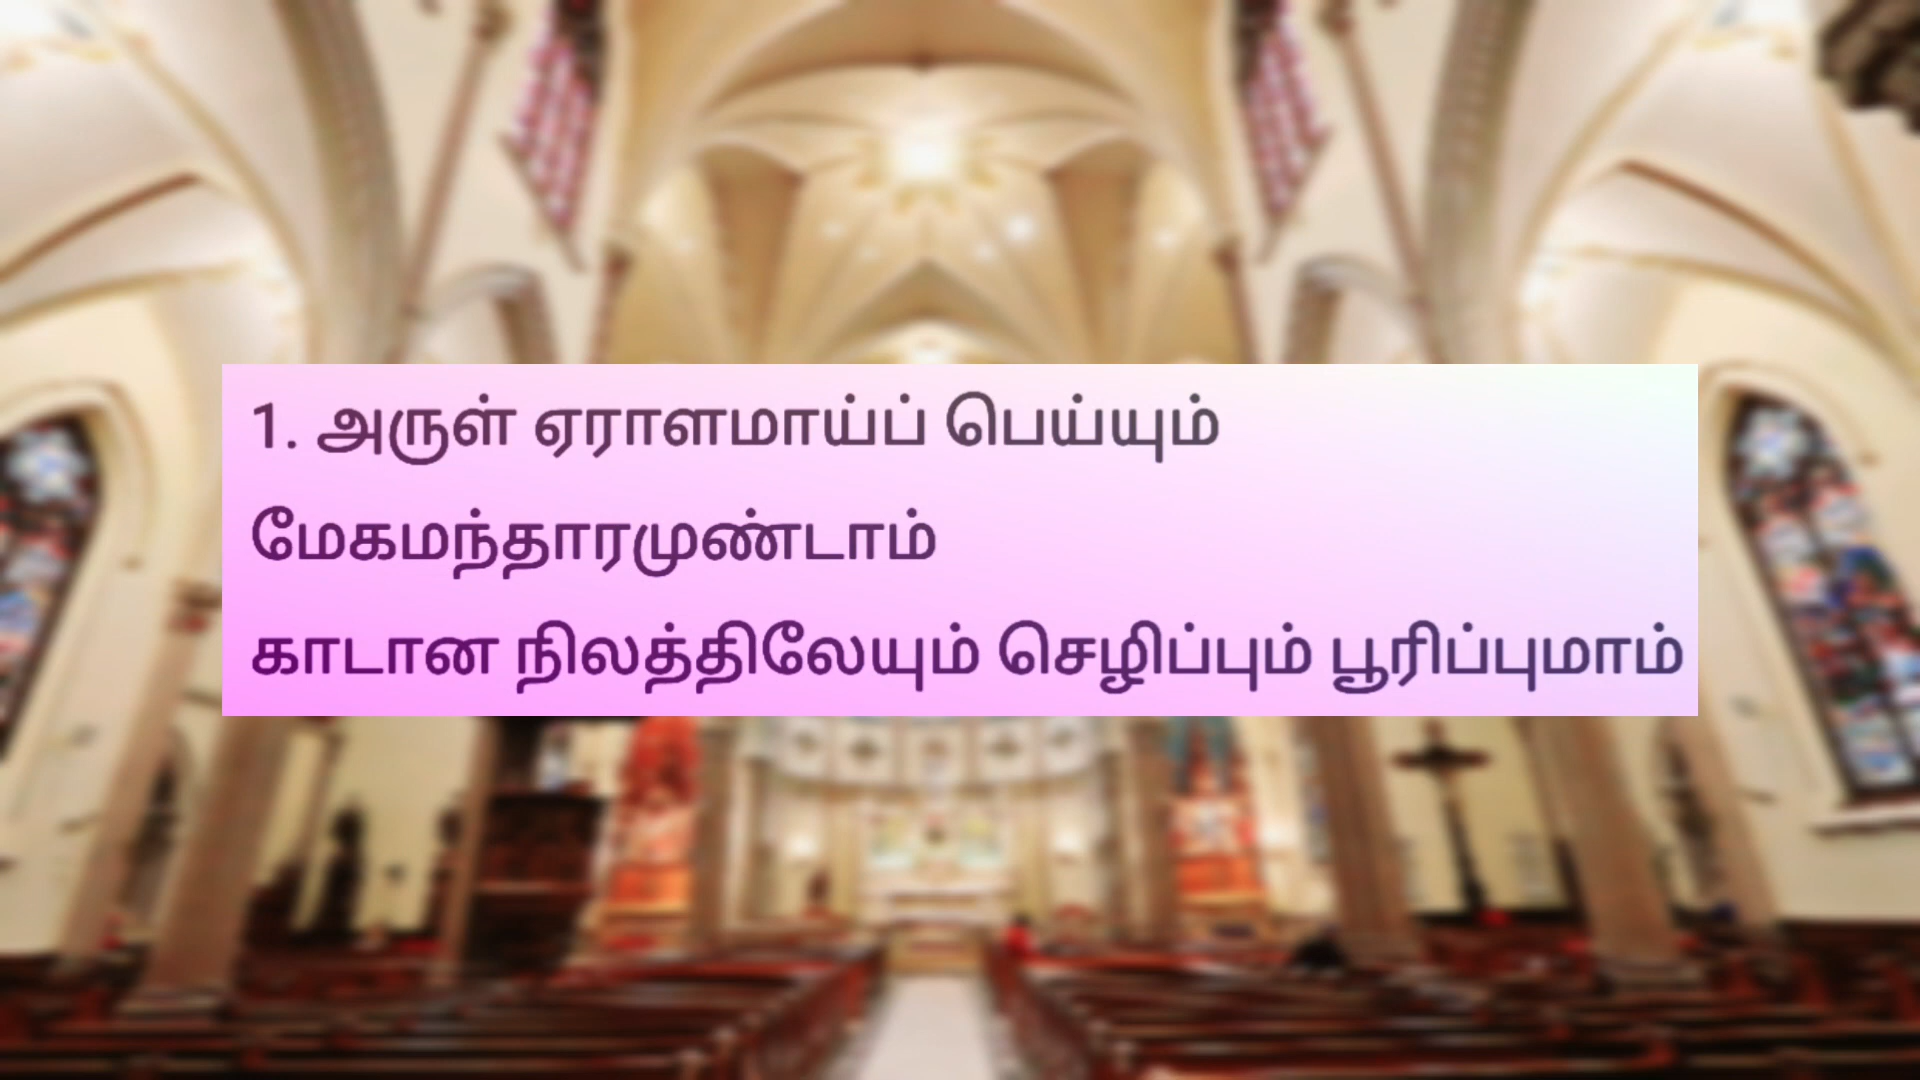 1. அருள் ஏராளமாய்ப் பெய்யும்
மேகமந்தாரமுண்டாம்
காடான நிலத்திலேயும் செழிப்பும் பூரிப்புமாம்